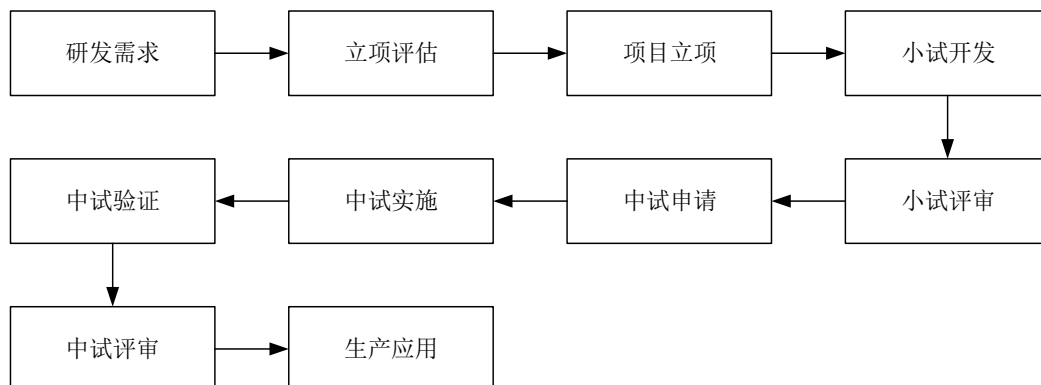 研发需求
立项评估
项目立项
小试开发
小试评审
中试申请
中试实施
中试验证
中试评审
生产应用